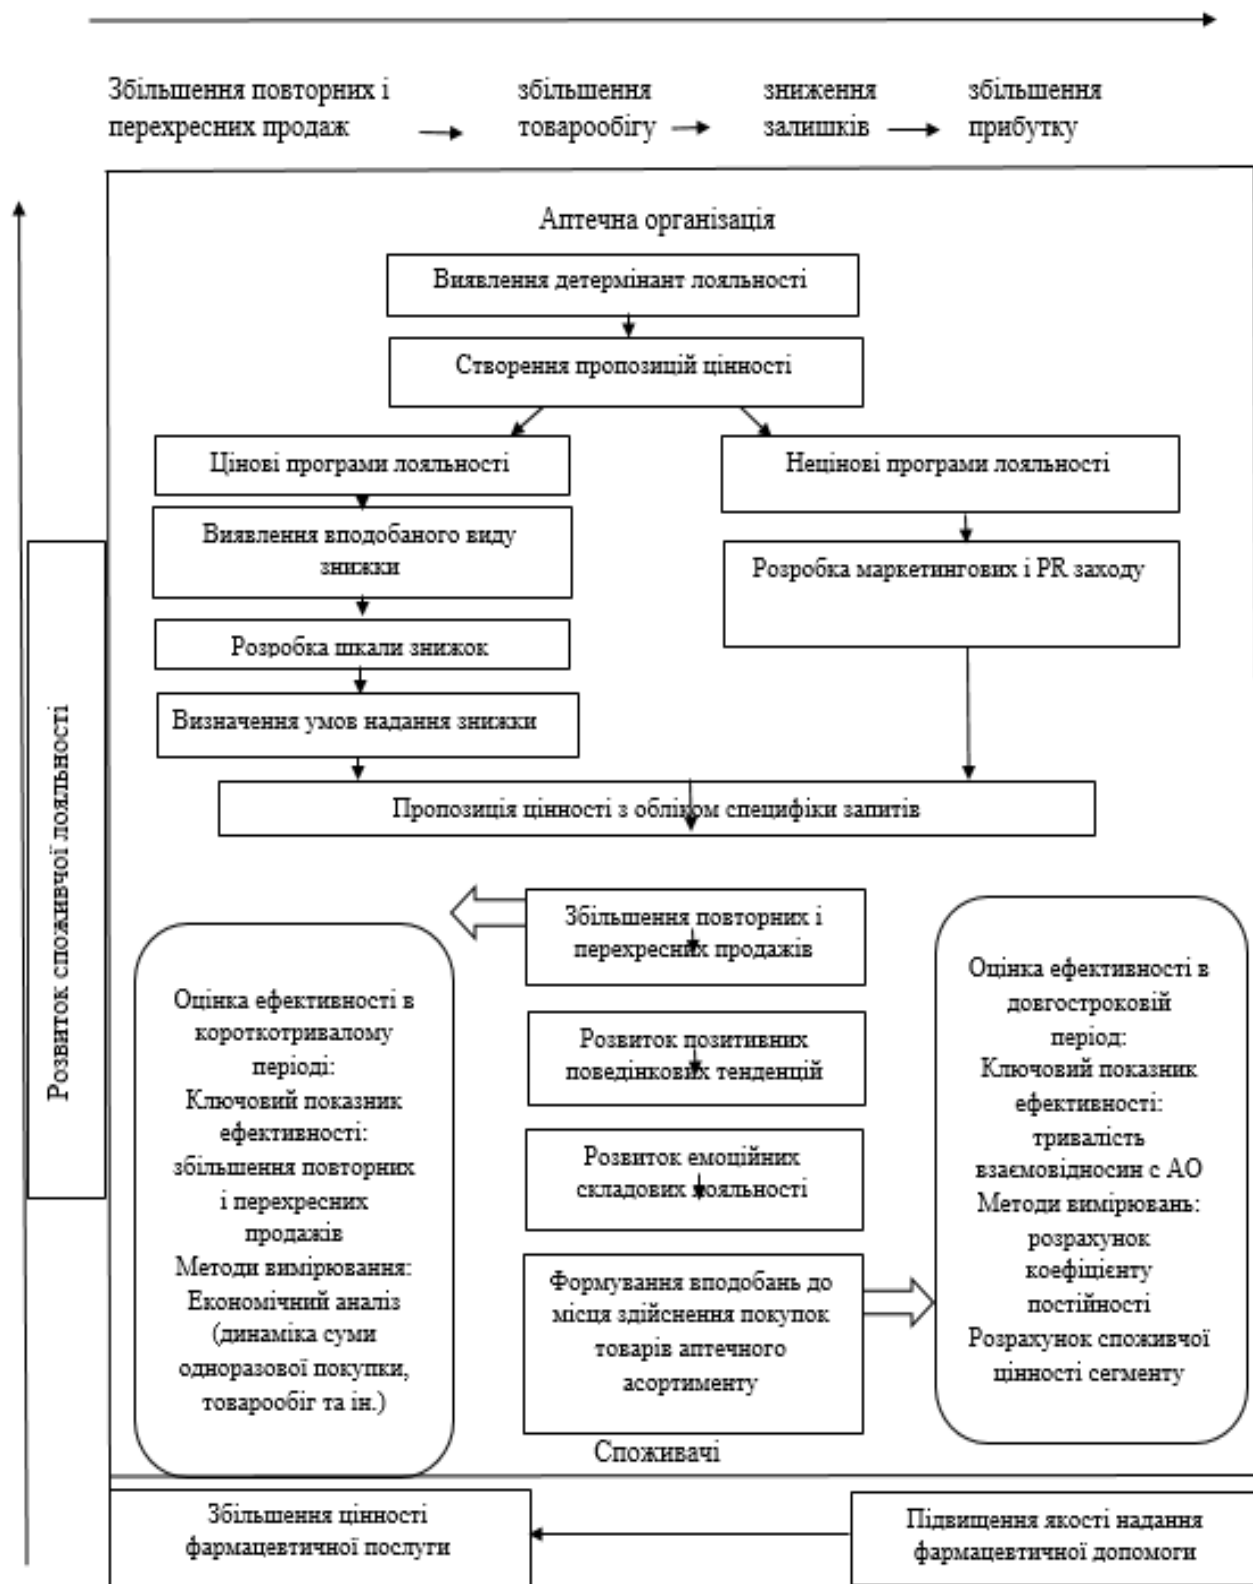 Збільшення повторних і
перехресних продаж
збільшення
товарообігу
зниження
залишків
збільшення
прибутку
Аптечна організація
Виявлення детермінант лояльності
Створення пропозицій цінності
Цінові програми лояльності
Нецінові програми лояльності
Виявлення вподобаного виду
знижки
Розробка маркетингових і PR заходу
Розробка шкали знижок
Визначення умов надання знижки
Пропозиція цінності з обліком специфіки запитів
Розвиток споживчої лояльності
Збільшення повторних і
перехресних продажів
Розвиток позитивних
поведінкових тенденцій
Розвиток емоційних
складових лояльності
Формування вподобань до
місця здійснення покупок
товарів аптечного
асортименту
Оцінка ефективності в
короткотривалому
періоді:
Ключовий показник
ефективності:
збільшення повторних
і перехресних
продажів
Методи вимірювання:
Економічний аналіз
(динаміка суми
одноразової покупки,
товарообіг та ін.)
Оцінка ефективності в
довгостроковій
період:
Ключовий показник
ефективності:
тривалість
взаємовідносин с АО
Методи вимірювань:
розрахунок
коефіцієнту
постійності
Розрахунок споживчої
цінності сегменту
Споживачі
Збільшення цінності
фармацевтичної послуги
Підвищення якості надання
фармацевтичної допомоги